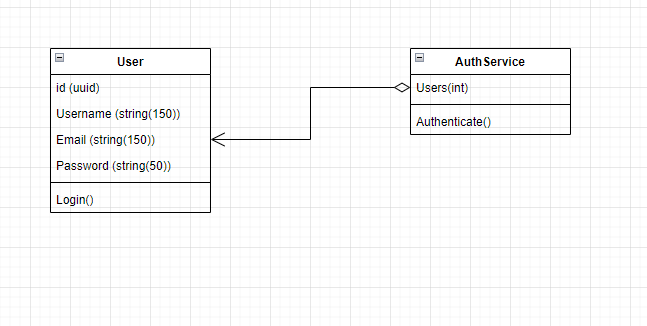 User
id (uuid)
Username (string(150))
Email (string(150))
Password (string(50))
Login()
AuthService
Users(int)
Authenticate()